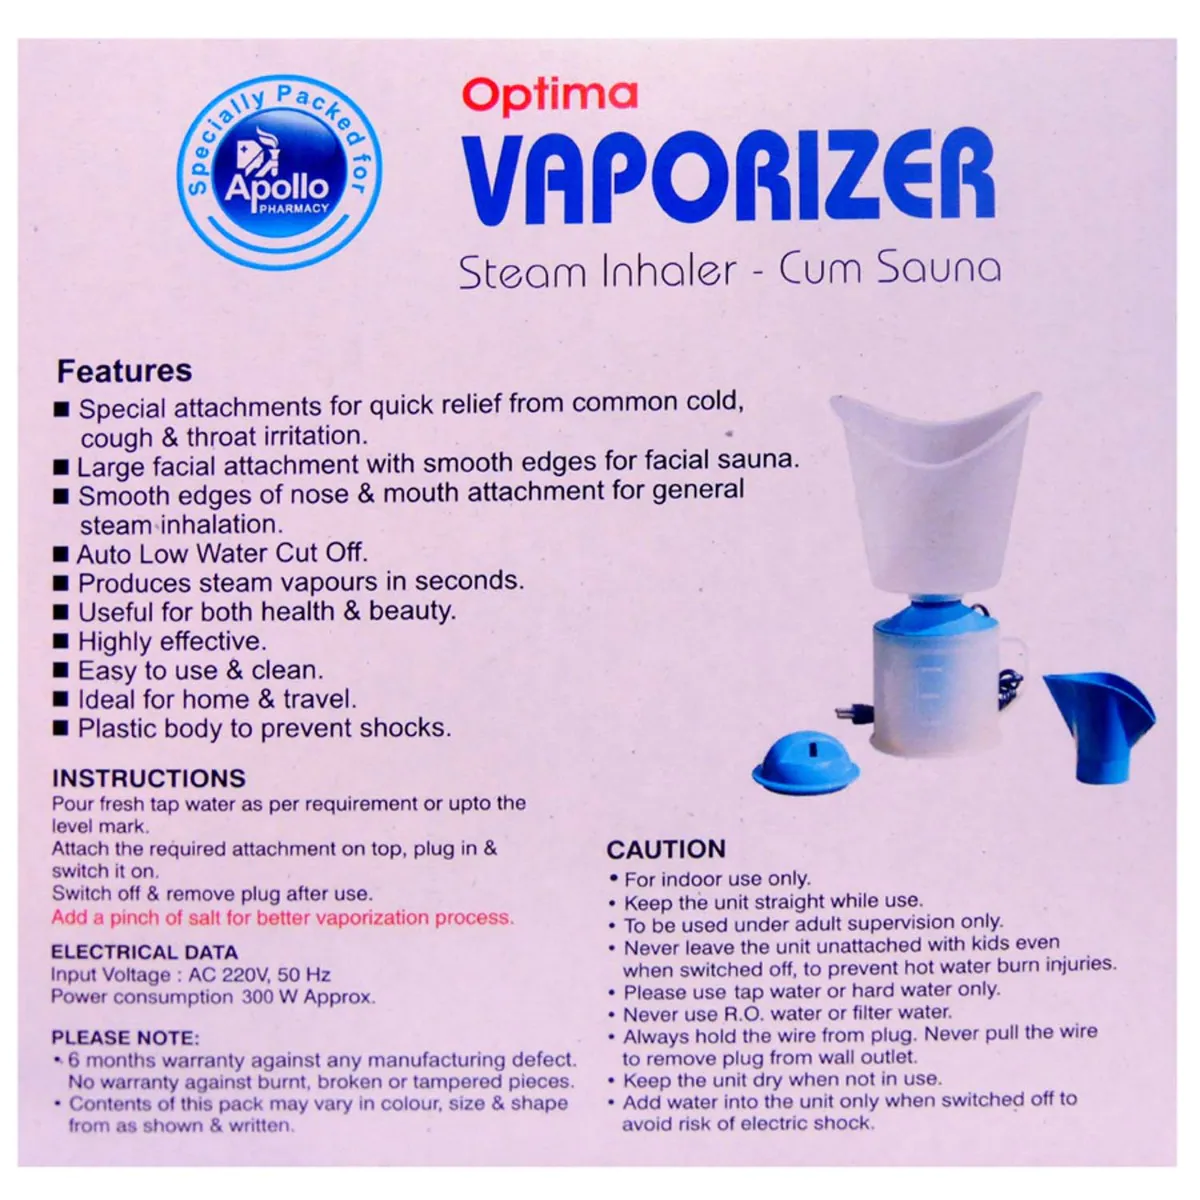 Specially Packed for
Apollo
PHARMACY
Optima
VAPORIZER
Steam Inhaler - Cum Sauna
Features
■ Special attachments for quick relief from common cold,
cough & throat irritation.
■ Large facial attachment with smooth edges for facial sauna.
■ Smooth edges of nose & mouth attachment for general
steam inhalation.
■ Auto Low Water Cut Off.
■ Produces steam vapours in seconds.
■ Useful for both health & beauty.
■ Highly effective.
■ Easy to use & clean.
■ Ideal for home & travel.
■ Plastic body to prevent shocks.
INSTRUCTIONS
Pour fresh tap water as per requirement or upto the
level mark.
Attach the required attachment on top, plug in &
switch it on.
Switch off & remove plug after use.
Add a pinch of salt for better vaporization process.
ELECTRICAL DATA
Input Voltage : AC 220V, 50 Hz
Power consumption 300 W Approx.
PLEASE NOTE:
• 6 months warranty against any manufacturing defect.
No warranty against burnt, broken or tampered pieces.
• Contents of this pack may vary in colour, size & shape
from as shown & written.
CAUTION
• For indoor use only.
• Keep the unit straight while use.
• To be used under adult supervision only.
• Never leave the unit unattached with kids even
when switched off, to prevent hot water burn injuries.
• Please use tap water or hard water only.
• Never use R.O. water or filter water.
• Always hold the wire from plug. Never pull the wire
to remove plug from wall outlet.
• Keep the unit dry when not in use.
• Add water into the unit only when switched off to
avoid risk of electric shock.